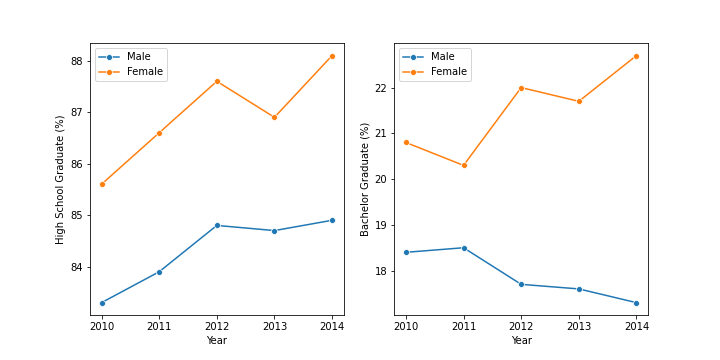 Male
Female
88
87
86
85
84
High School Graduate (%)
2010 2011 2012 2013 2014
Year
Male
Female
22
21
20
19
18
Bachelor Graduate (%)
2010 2011 2012 2013 2014
Year